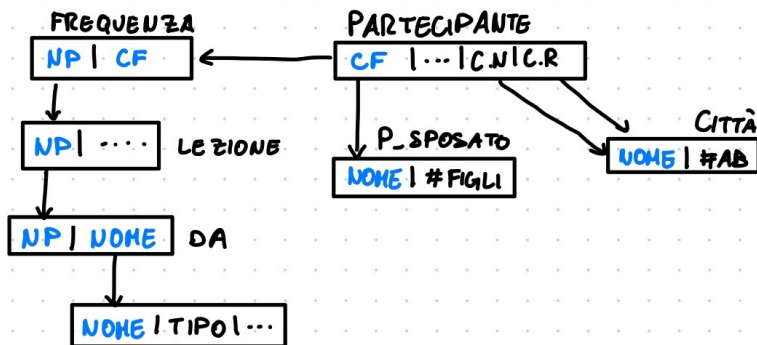 FREQUENZA
NP | CF
PARTECIPANTE
CF | ... | C.N | C.R
NP | ....
LEZIONE
P_SPOSATO
NOME | #FIGLI
CITTÀ
NOME | #AB
NP | NOME
DA
NOME | TIPO | ...